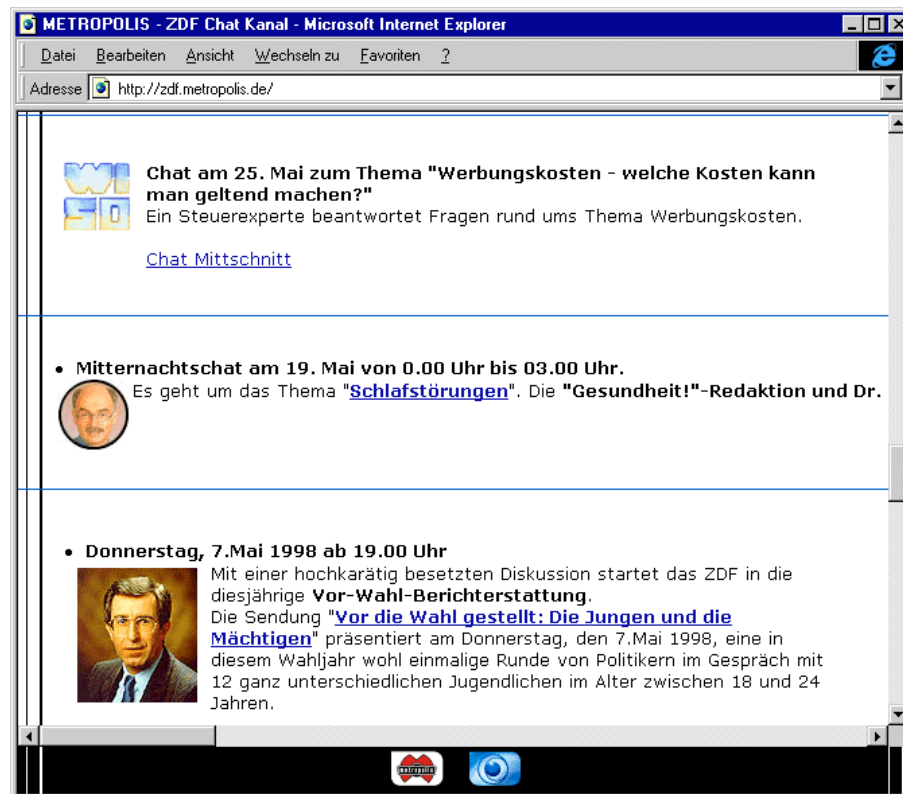 METROPOLIS - ZDF Chat Kanal - Microsoft Internet Explorer
Datei Bearbeiten Ansicht Wechseln zu Favoriten ?
Adresse http://zdf.metropolis.de/
WISO
Chat am 25. Mai zum Thema "Werbungskosten - welche Kosten kann
man geltend machen?"
Ein Steuerexperte beantwortet Fragen rund ums Thema Werbungskosten.
Chat Mittschnitt
Mitternachtschat am 19. Mai von 0.00 Uhr bis 03.00 Uhr.
Es geht um das Thema "Schlafstörungen". Die "Gesundheit!"-Redaktion und Dr.
Donnerstag, 7.Mai 1998 ab 19.00 Uhr
Mit einer hochkarätig besetzten Diskussion startet das ZDF in die
diesjährige Vor-Wahl-Berichterstattung.
Die Sendung "Vor die Wahl gestellt: Die Jungen und die
Mächtigen" präsentiert am Donnerstag, den 7.Mai 1998, eine in
diesem Wahljahr wohl einmalige Runde von Politikern im Gespräch mit
12 ganz unterschiedlichen Jugendlichen im Alter zwischen 18 und 24
Jahren.
metropolis